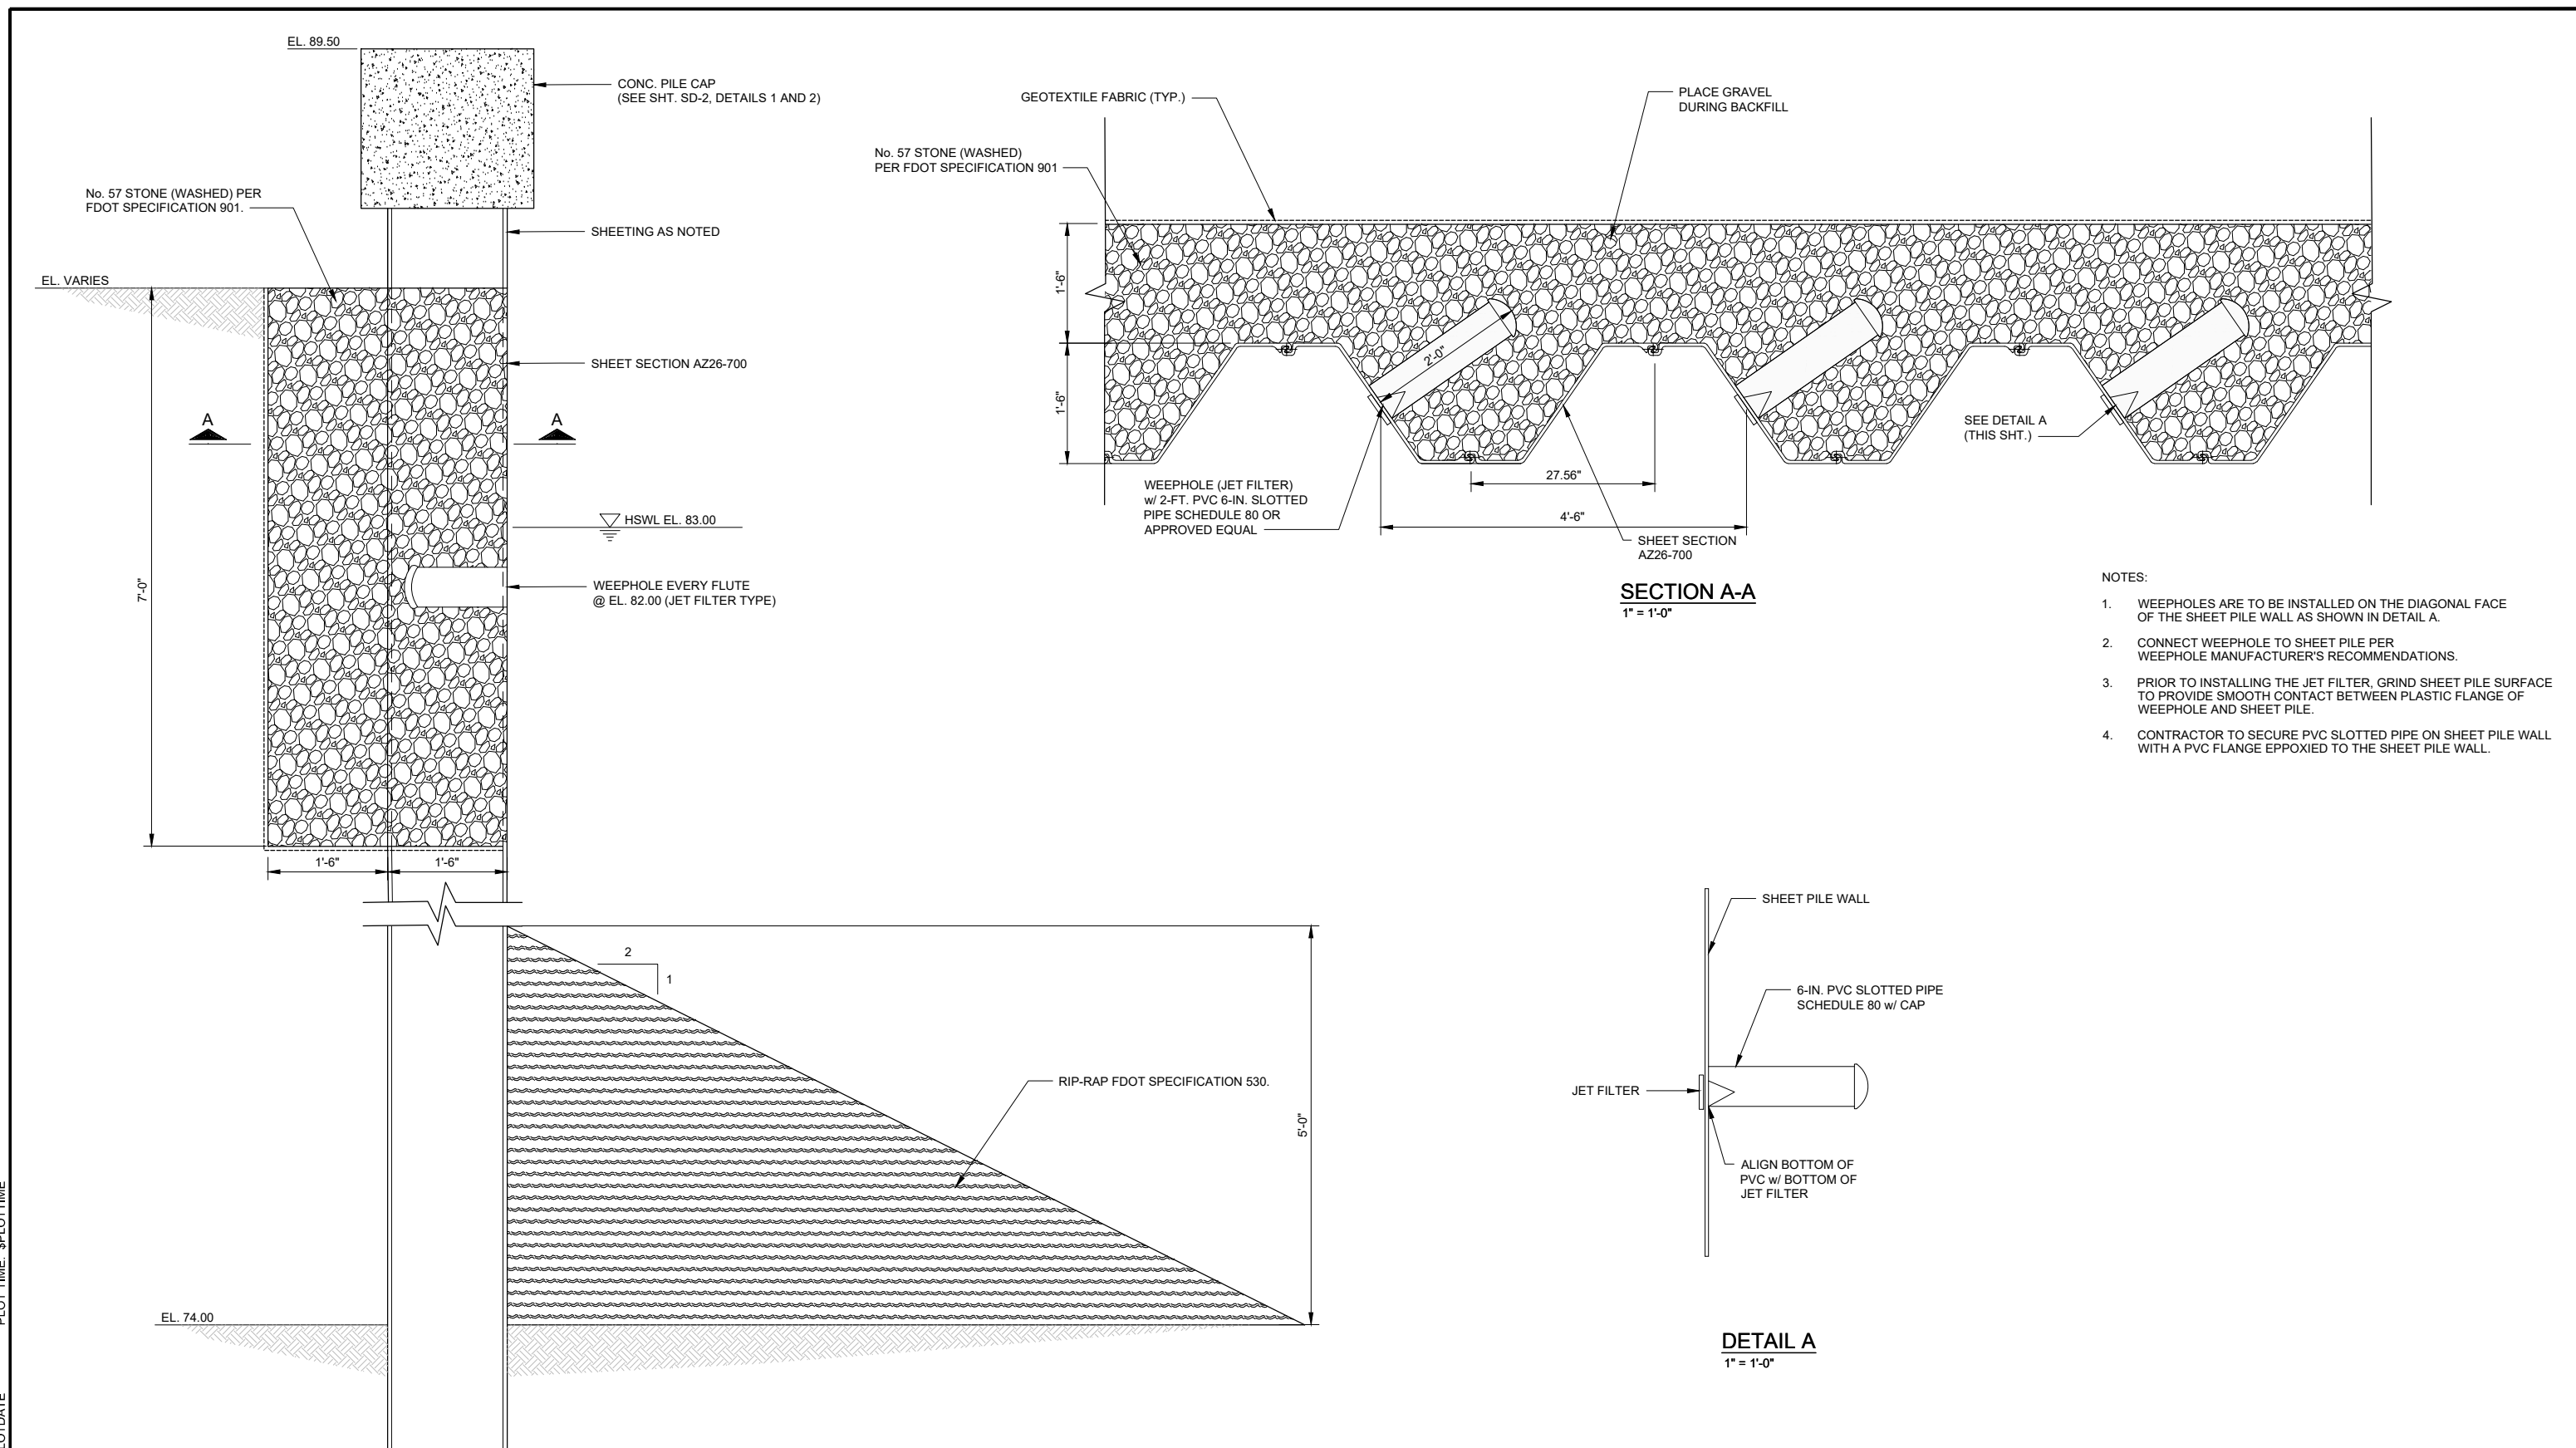 EL. 89.50
CONC. PILE CAP
(SEE SHT. SD-2, DETAILS 1 AND 2)
No. 57 STONE (WASHED) PER
FDOT SPECIFICATION 901.
SHEETING AS NOTED
EL. VARIES
SHEET SECTION AZ26-700
A
A
HSWL EL. 83.00
WEEPHOLE EVERY FLUTE
@ EL. 82.00 (JET FILTER TYPE)
7'-0"
1'-6"
1'-6"
2
1
RIP-RAP FDOT SPECIFICATION 530.
5'-0"
EL. 74.00
GEOTEXTILE FABRIC (TYP.)
PLACE GRAVEL
DURING BACKFILL
No. 57 STONE (WASHED)
PER FDOT SPECIFICATION 901
1'-6"
1'-6"
2'-0"
SEE DETAIL A
(THIS SHT.)
27.56"
WEEPHOLE (JET FILTER)
w/ 2-FT. PVC 6-IN. SLOTTED
PIPE SCHEDULE 80 OR
APPROVED EQUAL
4'-6"
SHEET SECTION
AZ26-700
SECTION A-A
1" = 1'-0"
NOTES:
1. WEEPHOLES ARE TO BE INSTALLED ON THE DIAGONAL FACE
OF THE SHEET PILE WALL AS SHOWN IN DETAIL A.
2. CONNECT WEEPHOLE TO SHEET PILE PER
WEEPHOLE MANUFACTURER'S RECOMMENDATIONS.
3. PRIOR TO INSTALLING THE JET FILTER, GRIND SHEET PILE SURFACE
TO PROVIDE SMOOTH CONTACT BETWEEN PLASTIC FLANGE OF
WEEPHOLE AND SHEET PILE.
4. CONTRACTOR TO SECURE PVC SLOTTED PIPE ON SHEET PILE WALL
WITH A PVC FLANGE EPPOXIED TO THE SHEET PILE WALL.
SHEET PILE WALL
6-IN. PVC SLOTTED PIPE
SCHEDULE 80 w/ CAP
JET FILTER
ALIGN BOTTOM OF
PVC w/ BOTTOM OF
JET FILTER
DETAIL A
1" = 1'-0"
PLOT TIME: $PLOTTIME